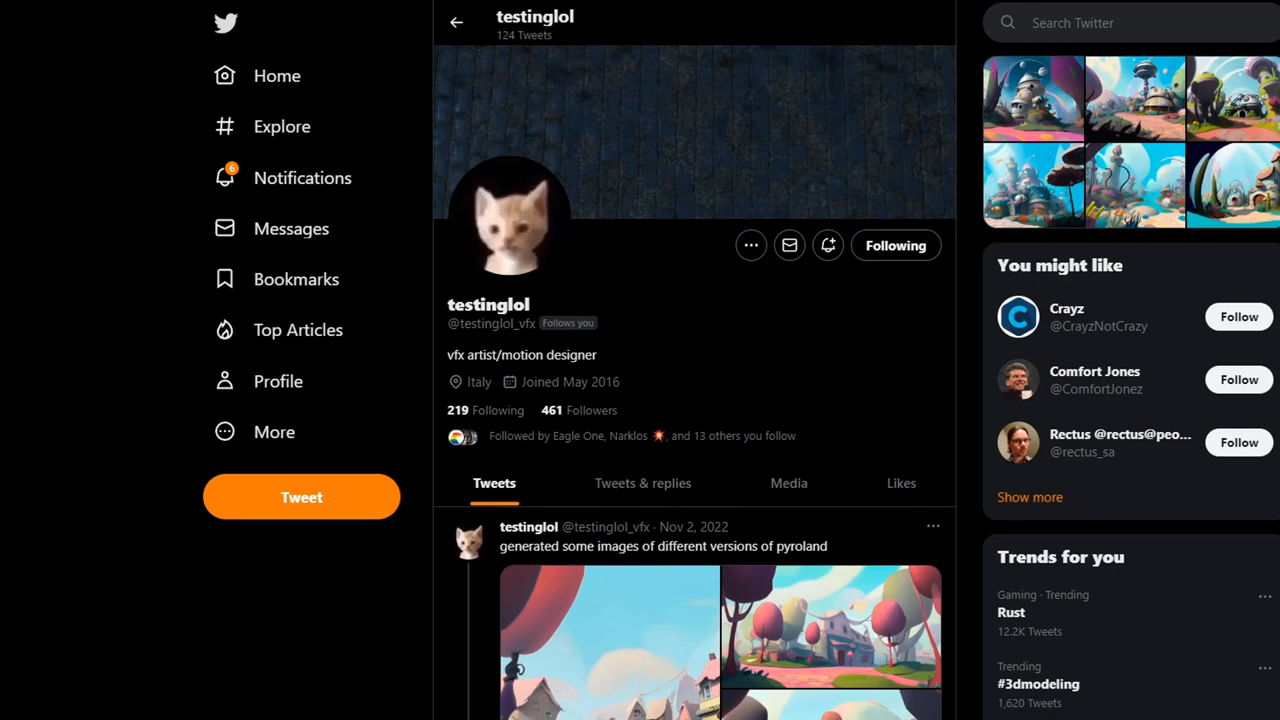 testinglol
124 Tweets
Home
Explore
6
Notifications
Messages
Bookmarks
Top Articles
Profile
More
Tweet
Following
testinglol
@testinglol_vfx Follows you
vfx artist/motion designer
Italy Joined May 2016
219 Following 461 Followers
Followed by Eagle One, Narklos 💥, and 13 others you follow
Tweets Tweets & replies Media Likes
testinglol @testinglol_vfx · Nov 2, 2022
generated some images of different versions of pyroland
Search Twitter
You might like
C
Crayz
@CrayzNotCrazy
Follow
Comfort Jones
@ComfortJonez
Follow
Rectus @rectus@peo...
@rectus_sa
Follow
Show more
Trends for you
Gaming · Trending
Rust
12.2K Tweets
Trending
#3dmodeling
1,620 Tweets